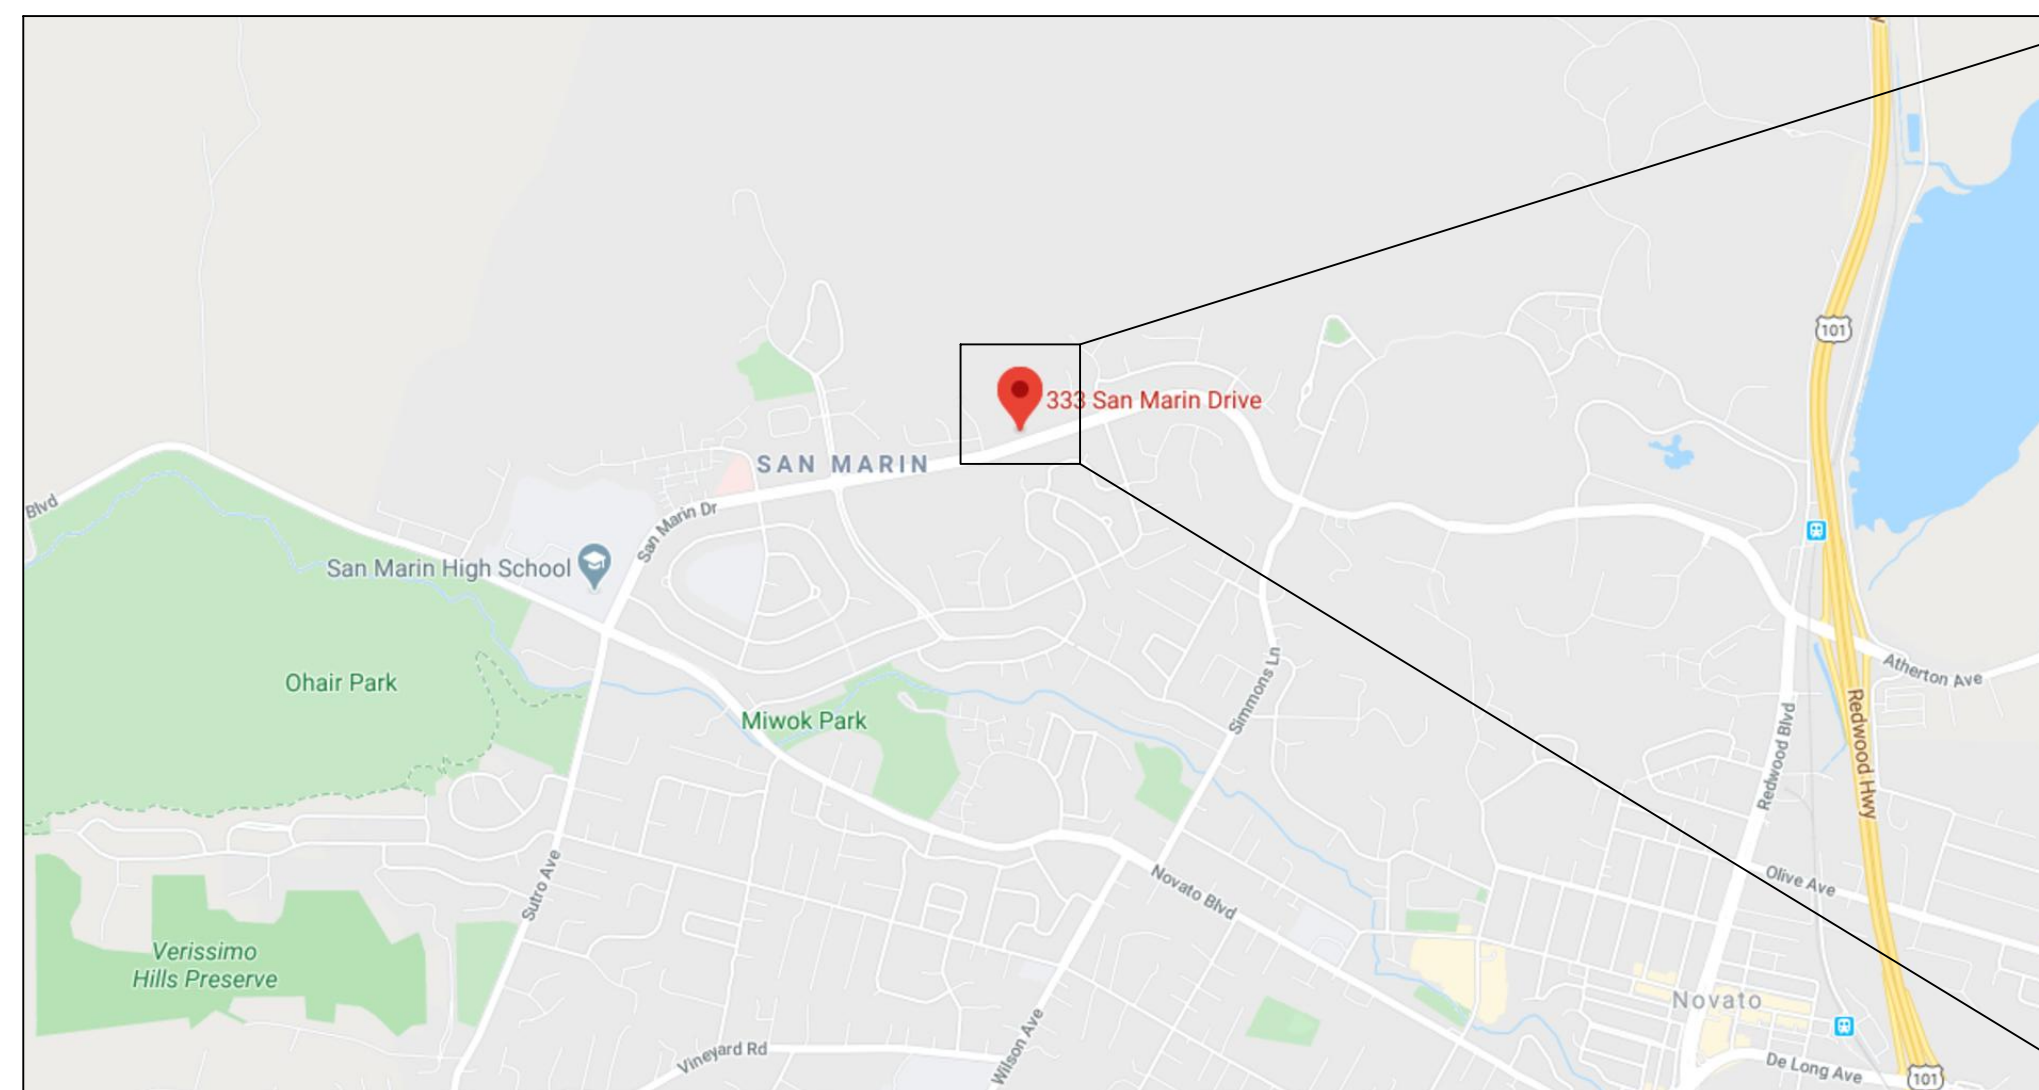 101
333 San Marin Drive
SAN MARIN
Blvd
San Marin Dr
San Marin High School
Simmons Ln
Atherton Ave
Ohair Park
Miwok Park
Redwood Blvd
Redwood Hwy
Sutro Ave
Novato Blvd
Olive Ave
Verissimo
Hills Preserve
Novato
Wilson Ave
Vineyard Rd
De Long Ave
101